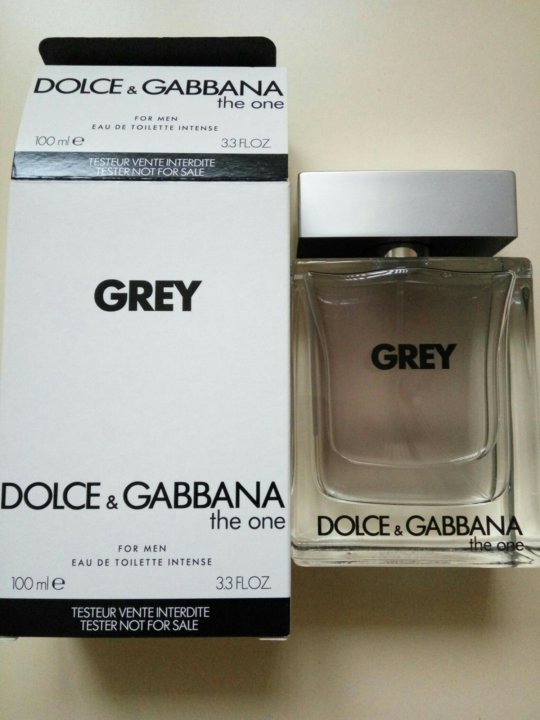 DOLCE & GABBANA
the one
FOR MEN
EAU DE TOILETTE INTENSE
100 ml e 3.3 FL.OZ.
TESTEUR VENTE INTERDITE
TESTER NOT FOR SALE
GREY
DOLCE & GABBANA
the one
FOR MEN
EAU DE TOILETTE INTENSE
100 ml e 3.3 FL.OZ.
TESTEUR VENTE INTERDITE
TESTER NOT FOR SALE
GREY
DOLCE & GABBANA
the one